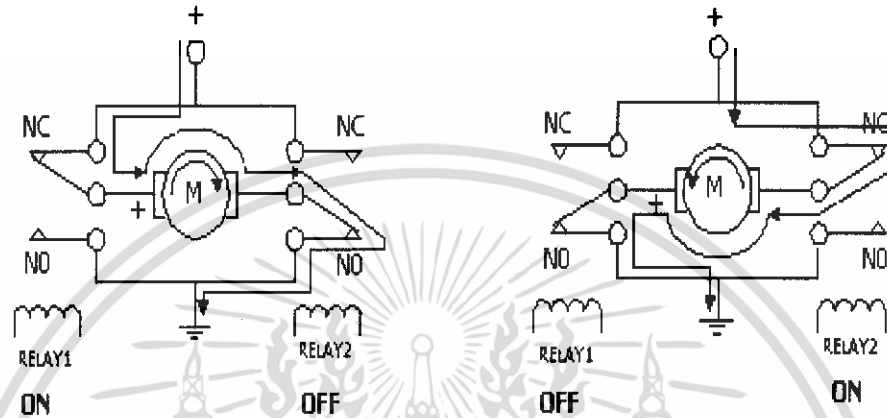 + +
NC NC NC NC
M M
+ +
NO NO NO NO
RELAY1 RELAY2 RELAY1 RELAY2
ON OFF OFF ON